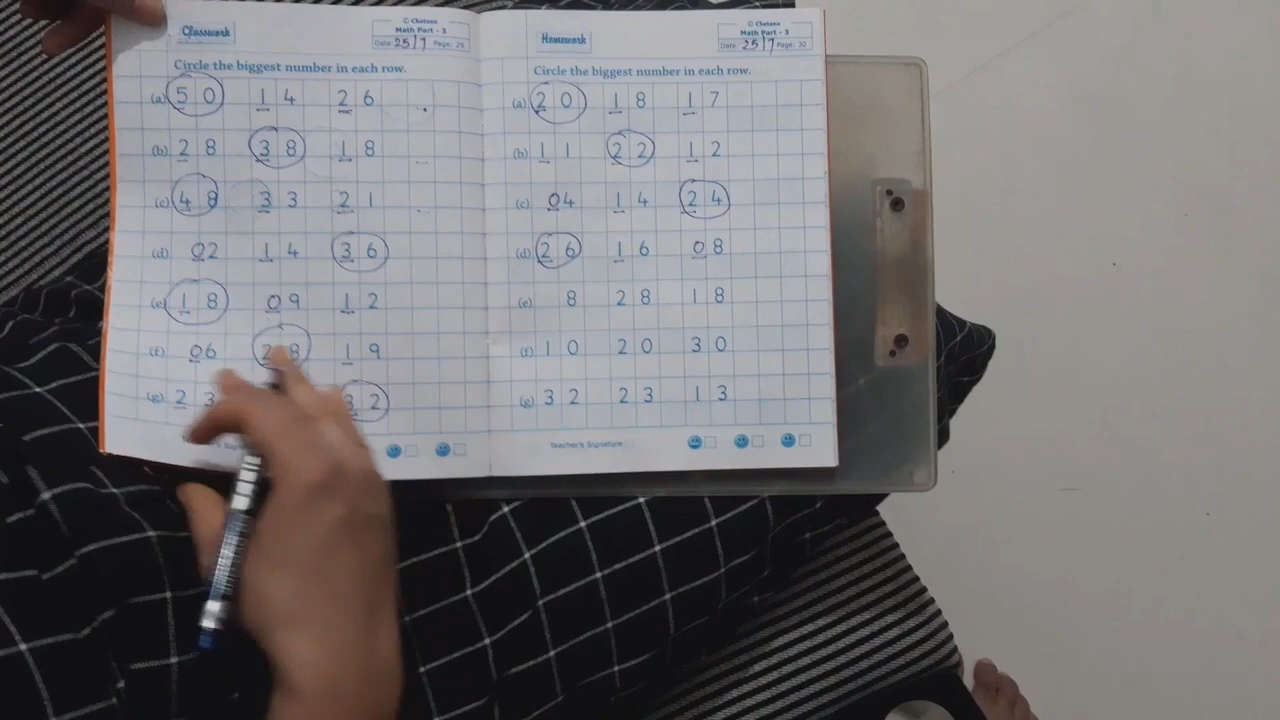 Classwork
© Chetana
Math Part - 3
Date: 25/7 Page: 29
Circle the biggest number in each row.
(a) 50 14 26
(b) 28 38 18
(c) 48 33 21
(d) 02 14 36
(e) 18 09 12
(f) 06 28 19
(g) 23 32
Homework
© Chetana
Math Part - 3
Date: 25/7 Page: 30
Circle the biggest number in each row.
(a) 20 18 17
(b) 11 22 12
(c) 04 14 24
(d) 26 16 08
(e) 8 28 18
(f) 10 20 30
(g) 32 23 13
Teacher's Signature